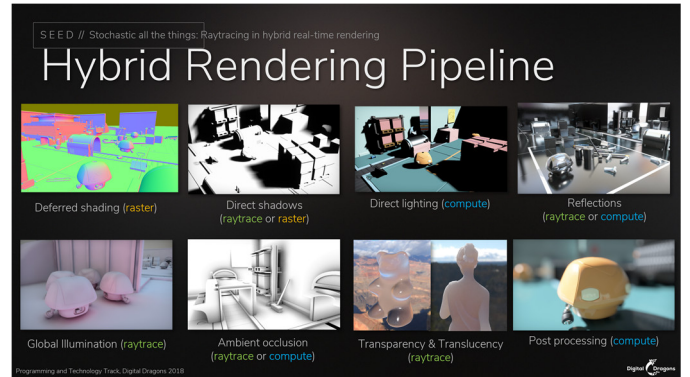 S E E D // Stochastic all the things: Raytracing in hybrid real-time rendering
Hybrid Rendering Pipeline
Deferred shading (raster)
Direct shadows
(raytrace or raster)
Direct lighting (compute)
Reflections
(raytrace or compute)
Global Illumination (raytrace)
Ambient occlusion
(raytrace or compute)
Transparency & Translucency
(raytrace)
Post processing (compute)
Programming and Technology Track, Digital Dragons 2018
Digital Dragons